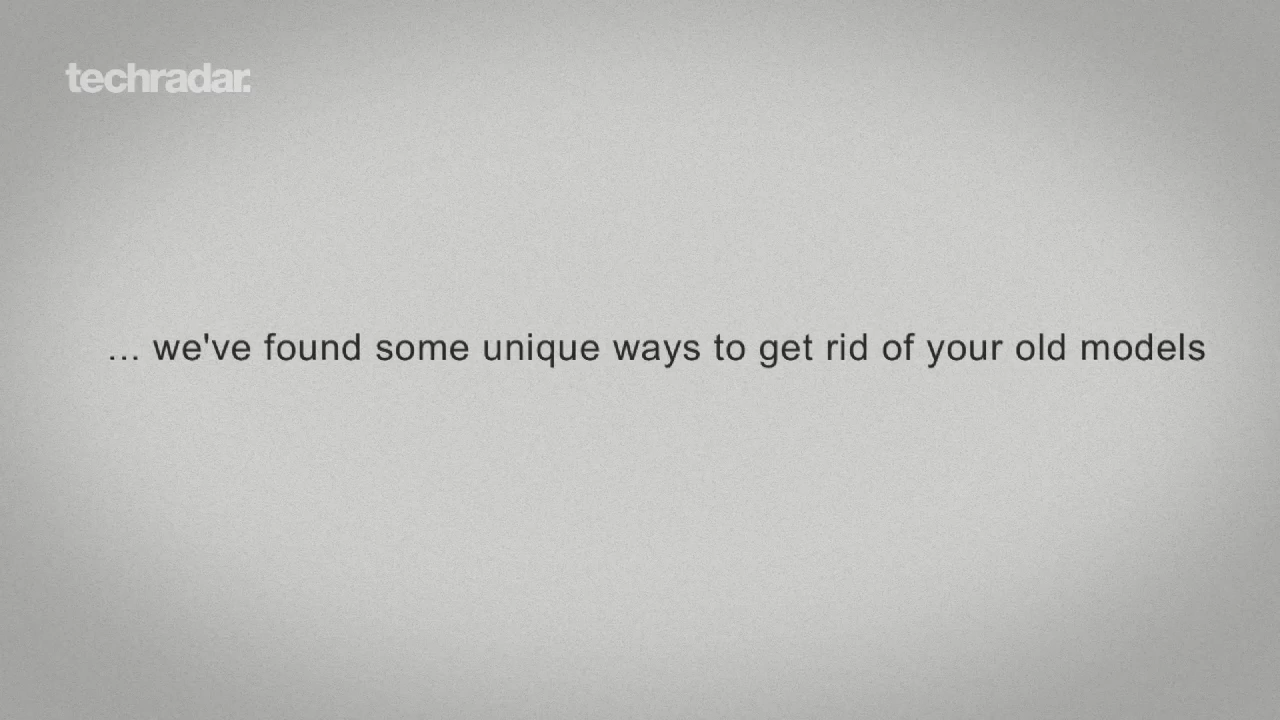 techradar.
... we've found some unique ways to get rid of your old models